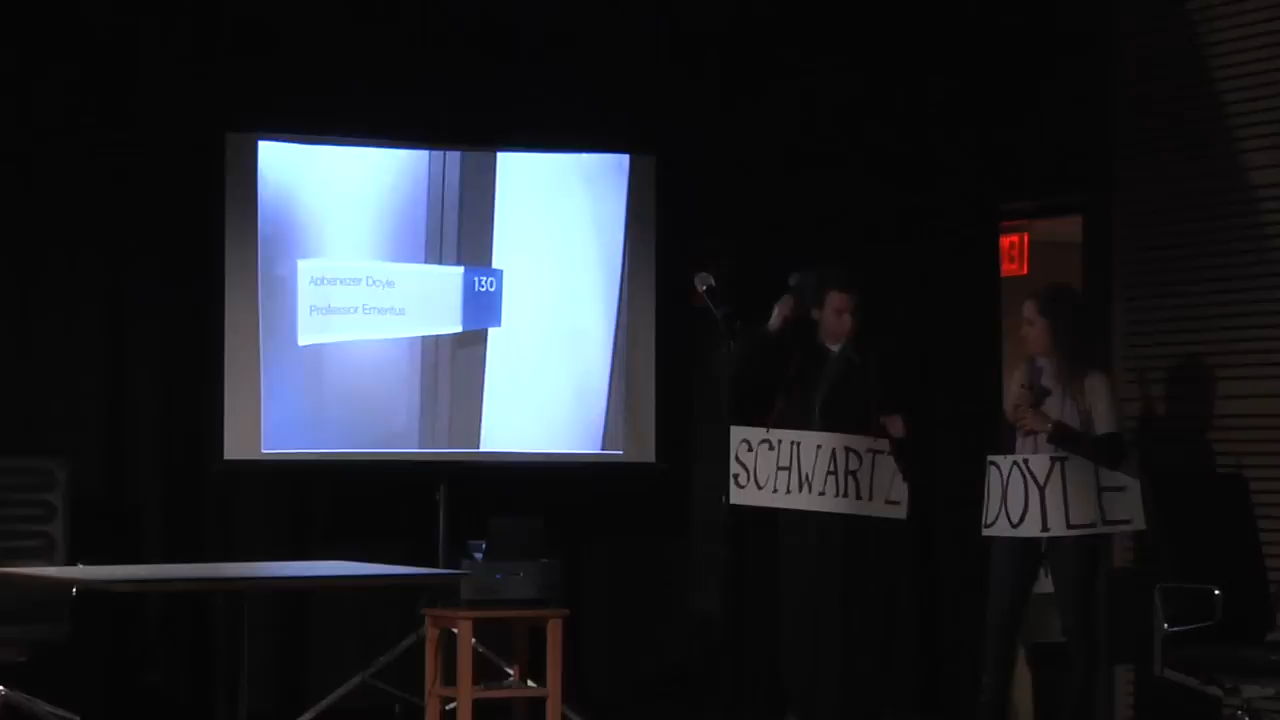 Abbenezer Doyle
130
Professor Emeritus
SCHWARTZ
DOYLE